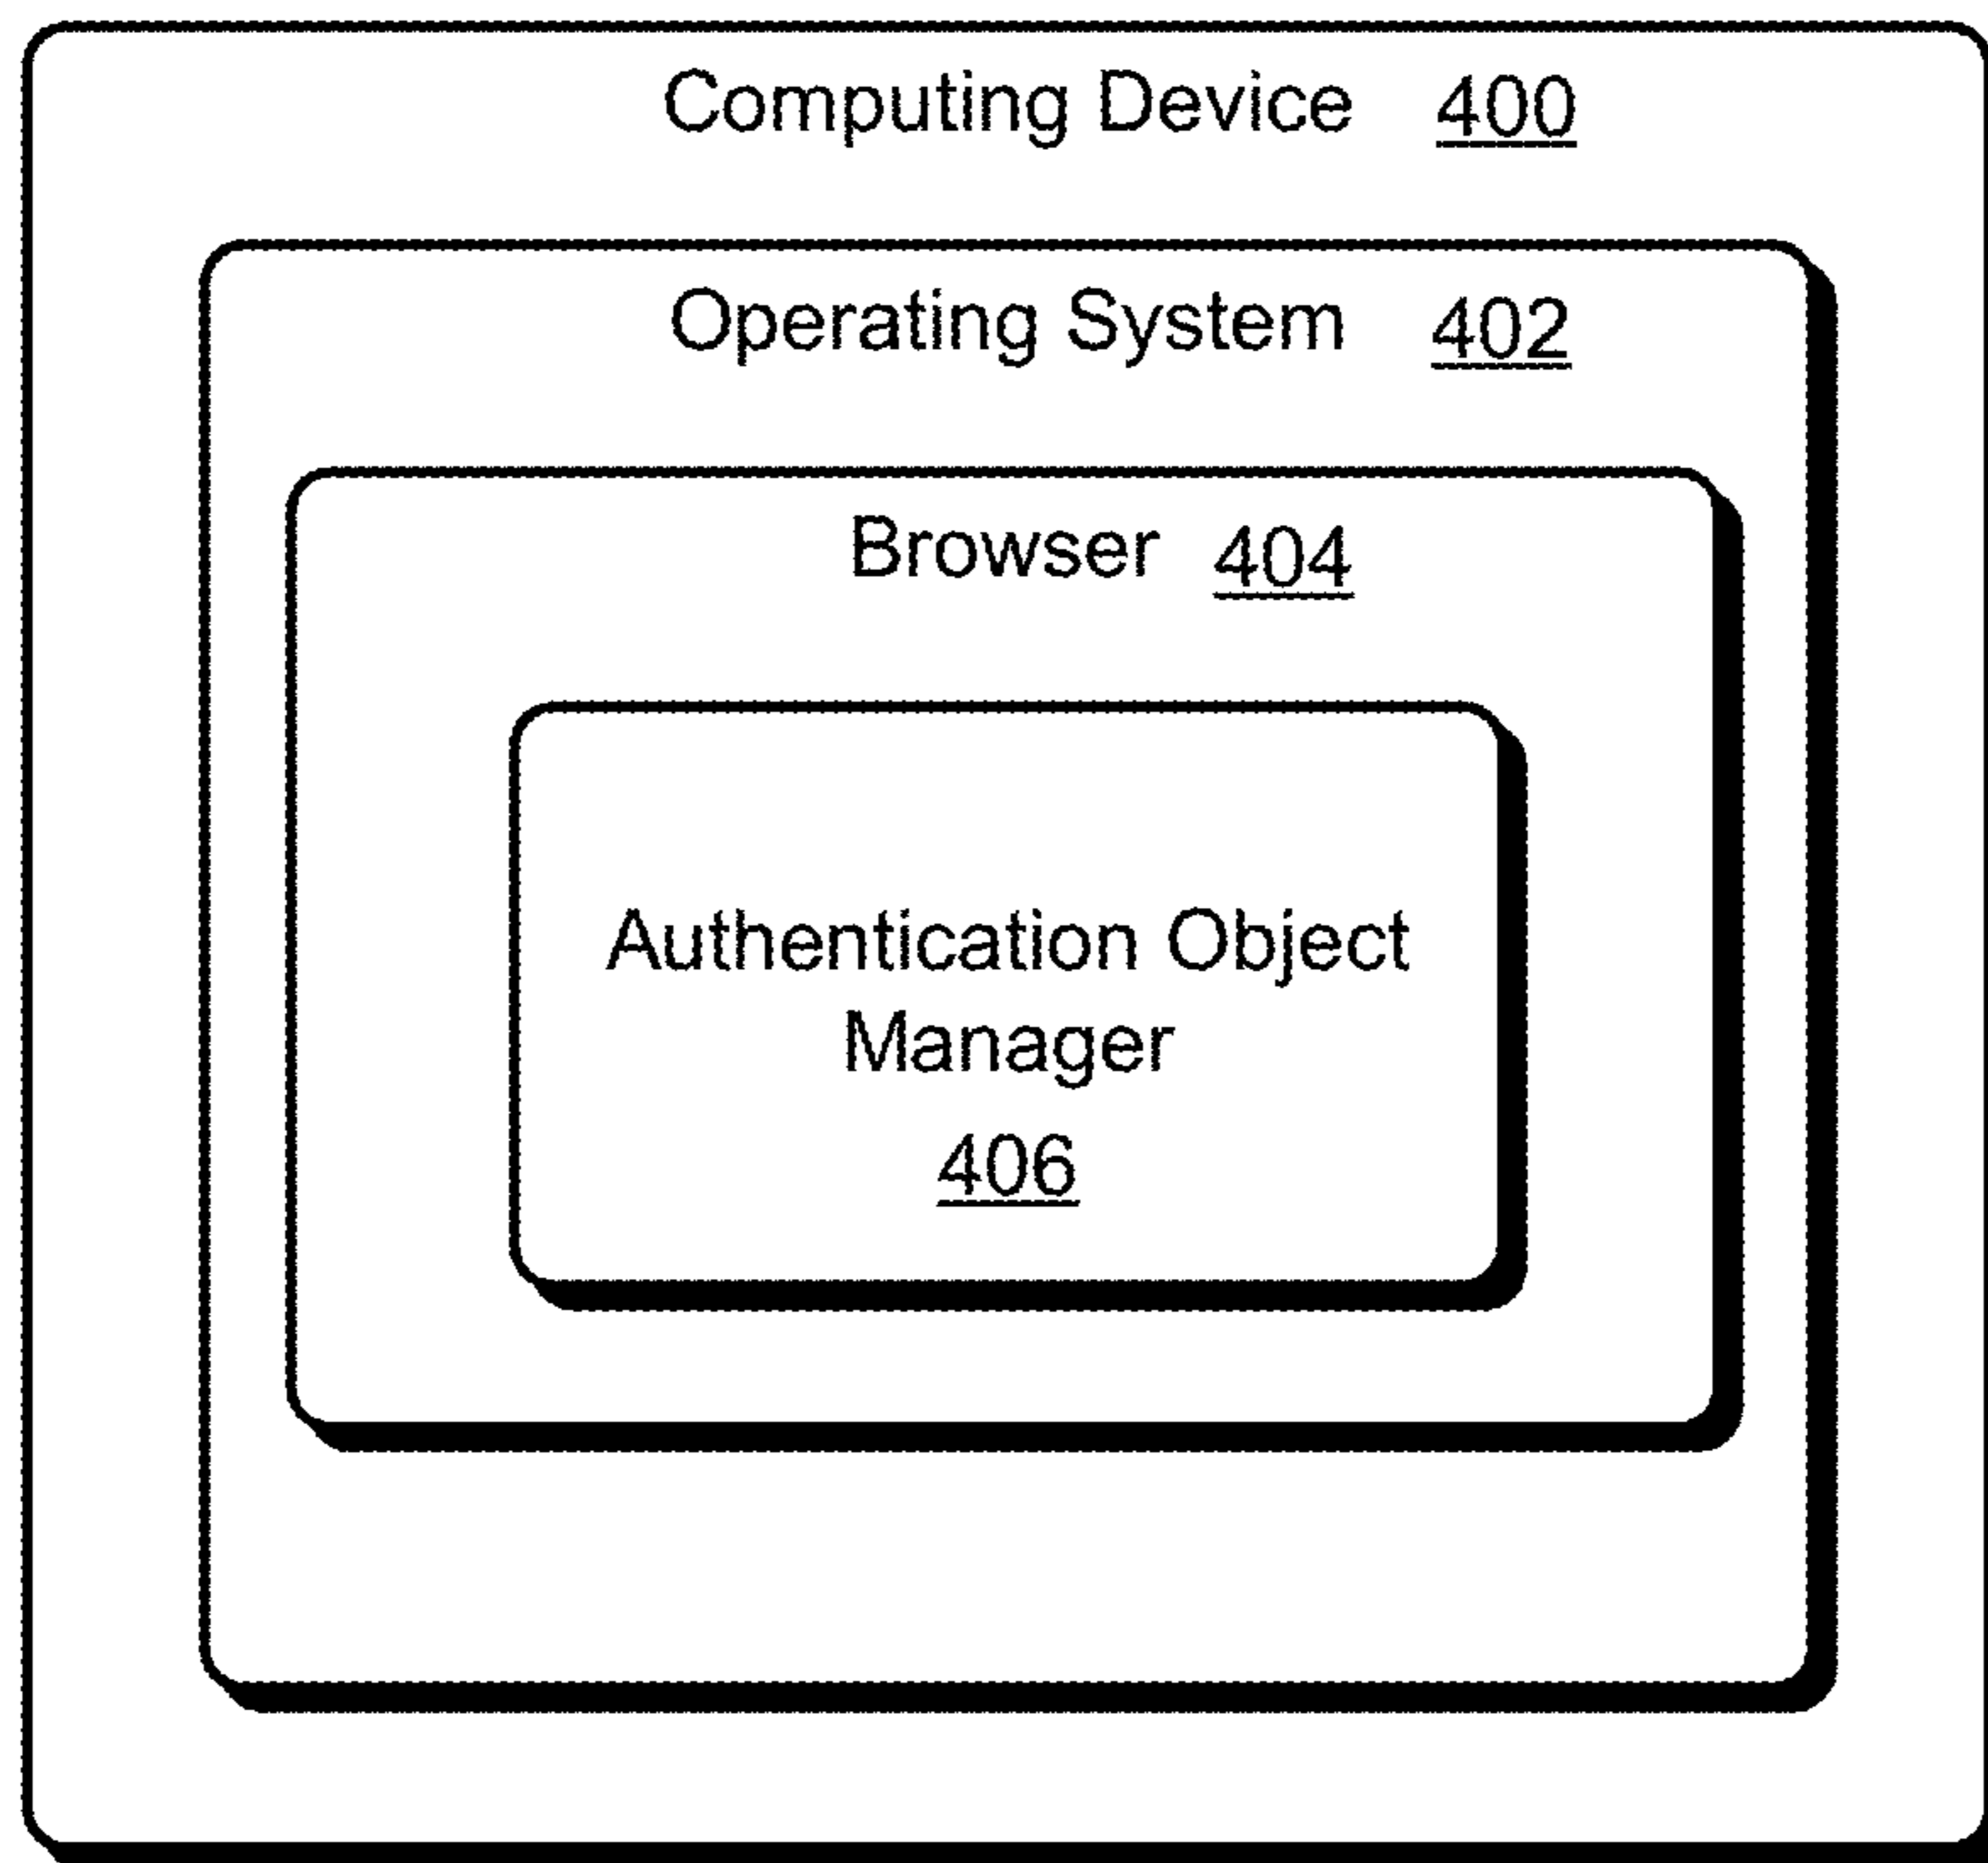 Computing Device 400
Operating System 402
Browser 404
Authentication Object
Manager
406